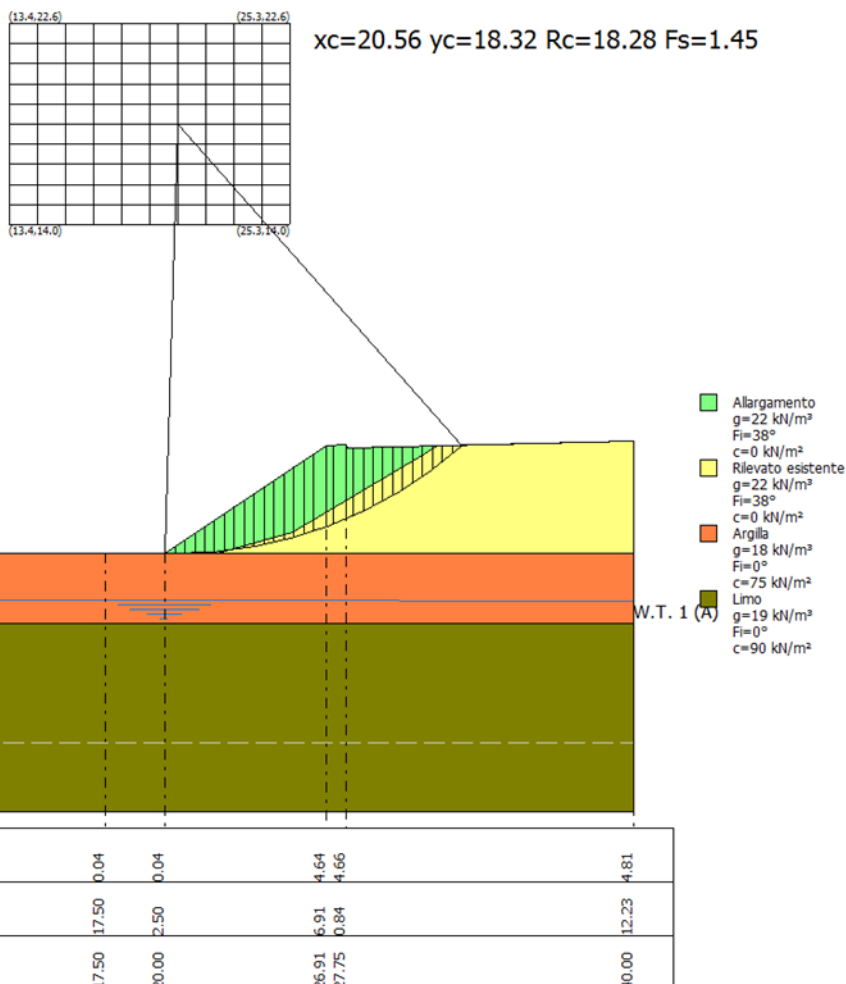 (13.4,22.6)
(25.3,22.6)
xc=20.56 yc=18.32 Rc=18.28 Fs=1.45
(13.4,14.0)
(25.3,14.0)
Allargamento
g=22 kN/m³
Fi=38°
c=0 kN/m²
Rilevato esistente
g=22 kN/m³
Fi=38°
c=0 kN/m²
Argilla
g=18 kN/m³
Fi=0°
c=75 kN/m²
Limo
g=19 kN/m³
Fi=0°
c=90 kN/m²
W.T. 1 (A)
0.04 0.04 4.64 4.66 4.81
17.50 2.50 6.91 0.84 12.23
17.50 20.00 26.91 27.75